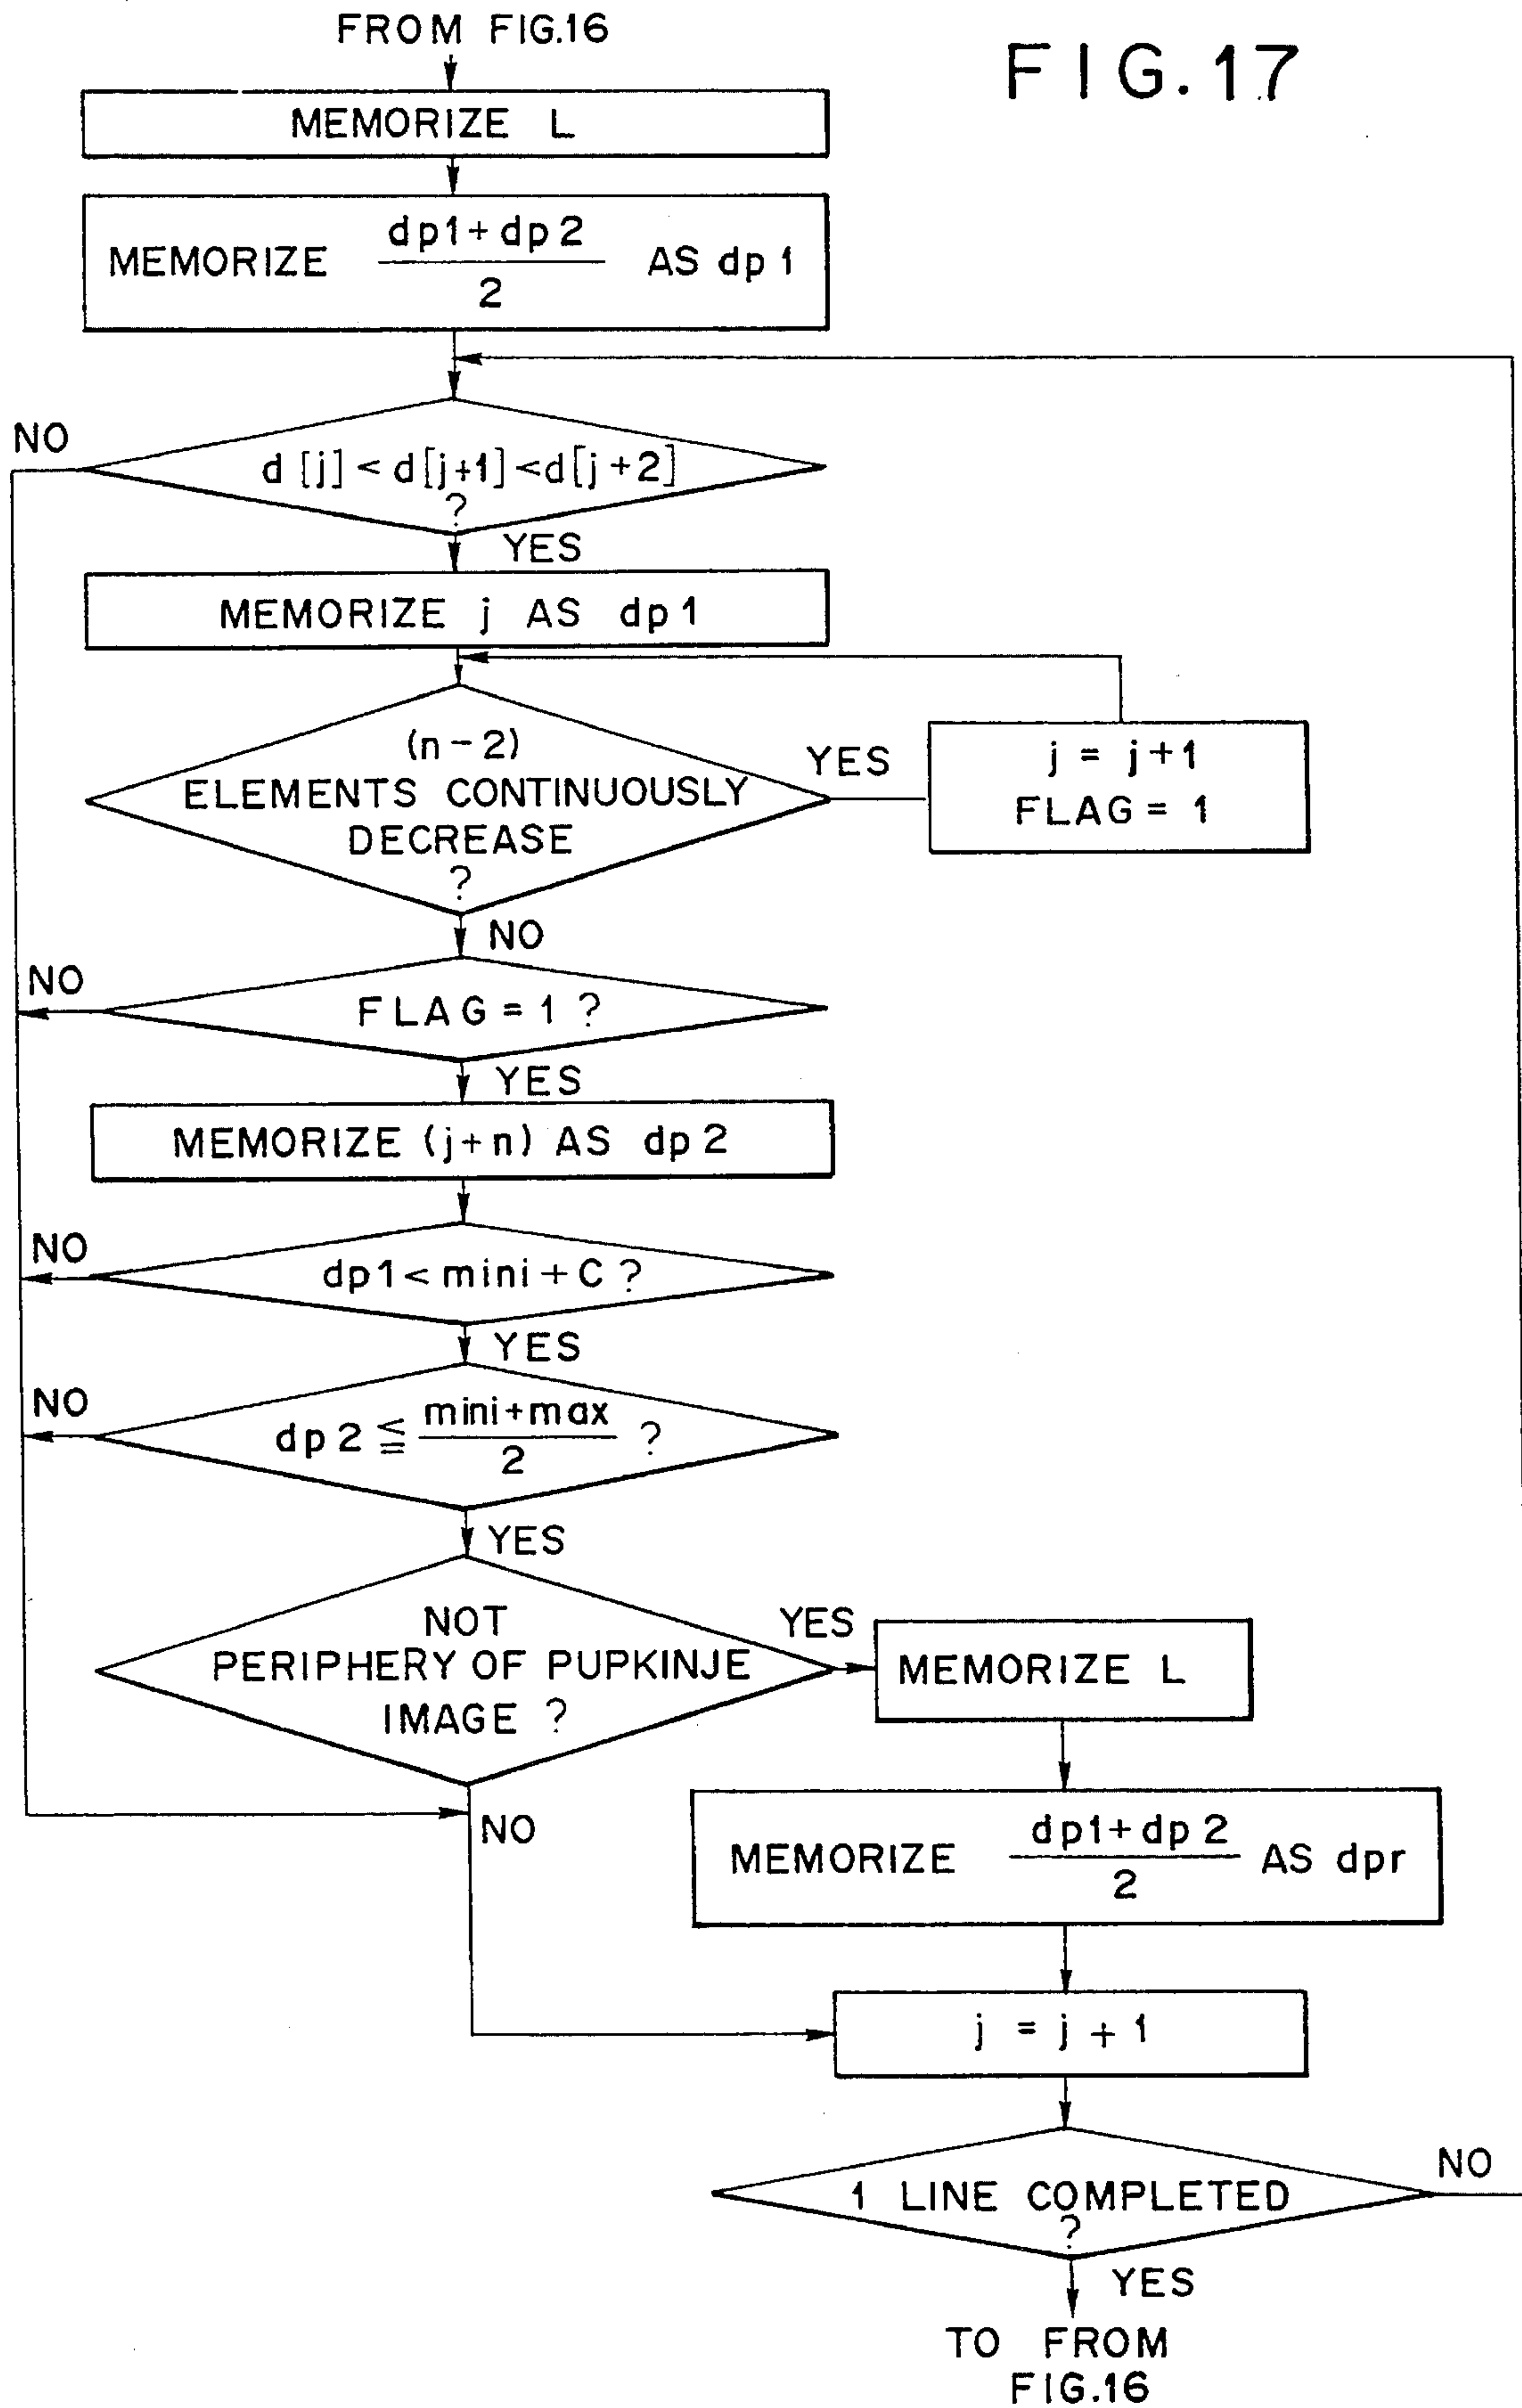 FROM FIG.16
FIG.17
MEMORIZE L
MEMORIZE dp1+dp2/2 AS dp1
d[j]<d[j+1]<d[j+2]
?
NO
YES
MEMORIZE j AS dp1
(n-2)
ELEMENTS CONTINUOUSLY
DECREASE
?
YES
j = j+1
FLAG = 1
NO
FLAG = 1 ?
NO
YES
MEMORIZE (j+n) AS dp2
dp1 < mini + C ?
NO
YES
dp2 ≦ mini+max/2 ?
NO
YES
NOT
PERIPHERY OF PUPKINJE
IMAGE ?
YES
MEMORIZE L
NO
MEMORIZE dp1+dp2/2 AS dpr
j = j + 1
1 LINE COMPLETED
?
NO
YES
TO FROM
FIG.16